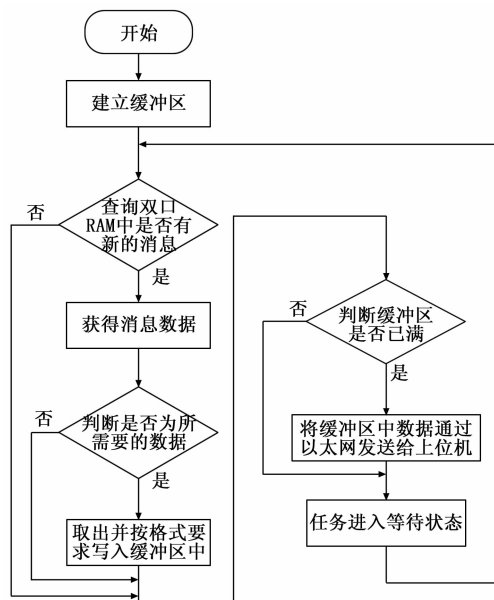 开始
建立缓冲区
否
查询双口
RAM中是否有
新的消息
是
获得消息数据
否
判断是否为所
需要的数据
是
取出并按格式要
求写入缓冲区中
否
判断缓冲区
是否已满
是
将缓冲区中数据通过
以太网发送给上位机
任务进入等待状态